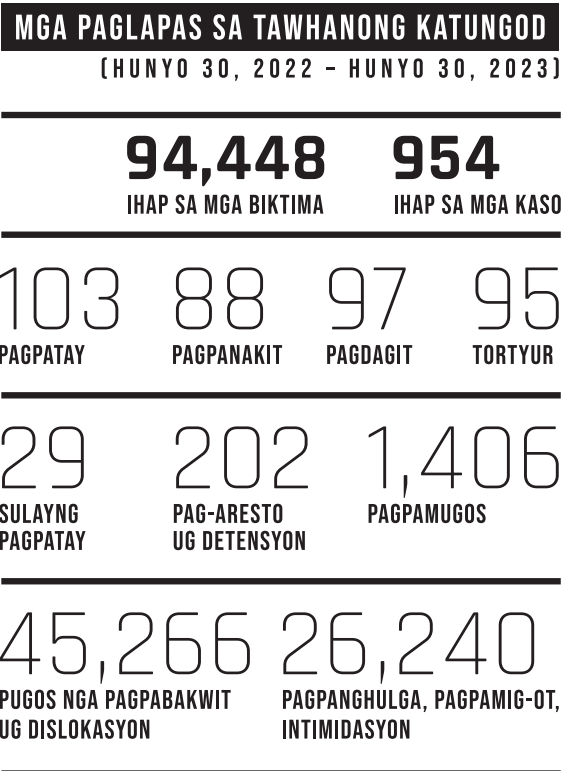 MGA PAGLAPAS SA TAWHANONG KATUNGOD
(HUNYO 30, 2022 – HUNYO 30, 2023)
94,448 954
IHAP SA MGA BIKTIMA IHAP SA MGA KASO
103 88 97 95
PAGPATAY PAGPANAKIT PAGDAGIT TORTYUR
29 202 1,406
SULAYNG PAG-ARESTO PAGPAMUGOS
PAGPATAY UG DETENSYON
45,266 26,240
PUGOS NGA PAGPABAKWIT PAGPANGHULGA, PAGPAMIG-OT,
UG DISLOKASYON INTIMIDASYON